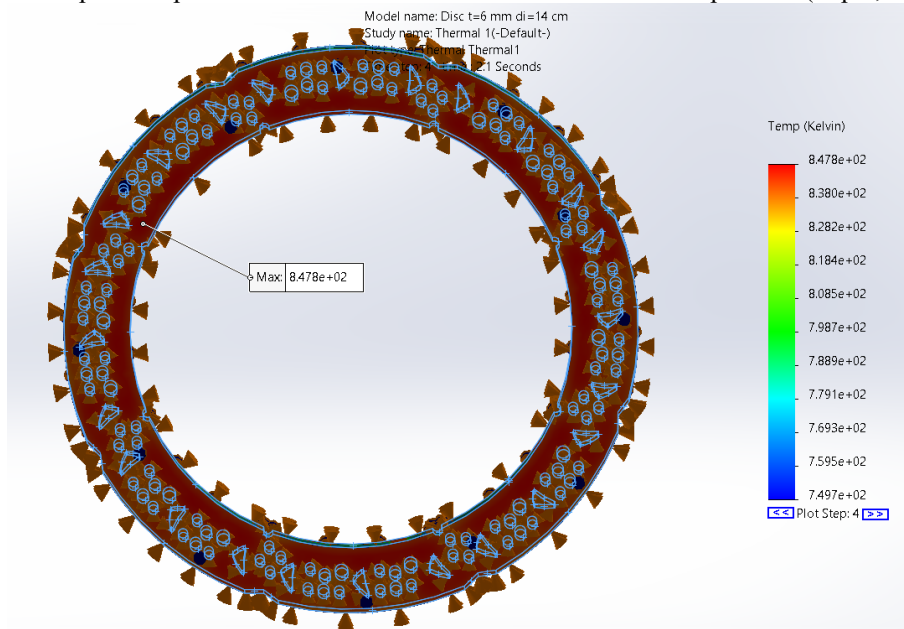 Model name: Disc t=6 mm di=14 cm
Study name: Thermal 1(-Default-)
Thermal Thermal1
2.1 Seconds
Temp (Kelvin)
8.478e+02
8.380e+02
8.282e+02
8.184e+02
8.085e+02
7.987e+02
7.889e+02
7.791e+02
7.693e+02
7.595e+02
7.497e+02
Max: 8.478e+02
<< Plot Step: 4 >>